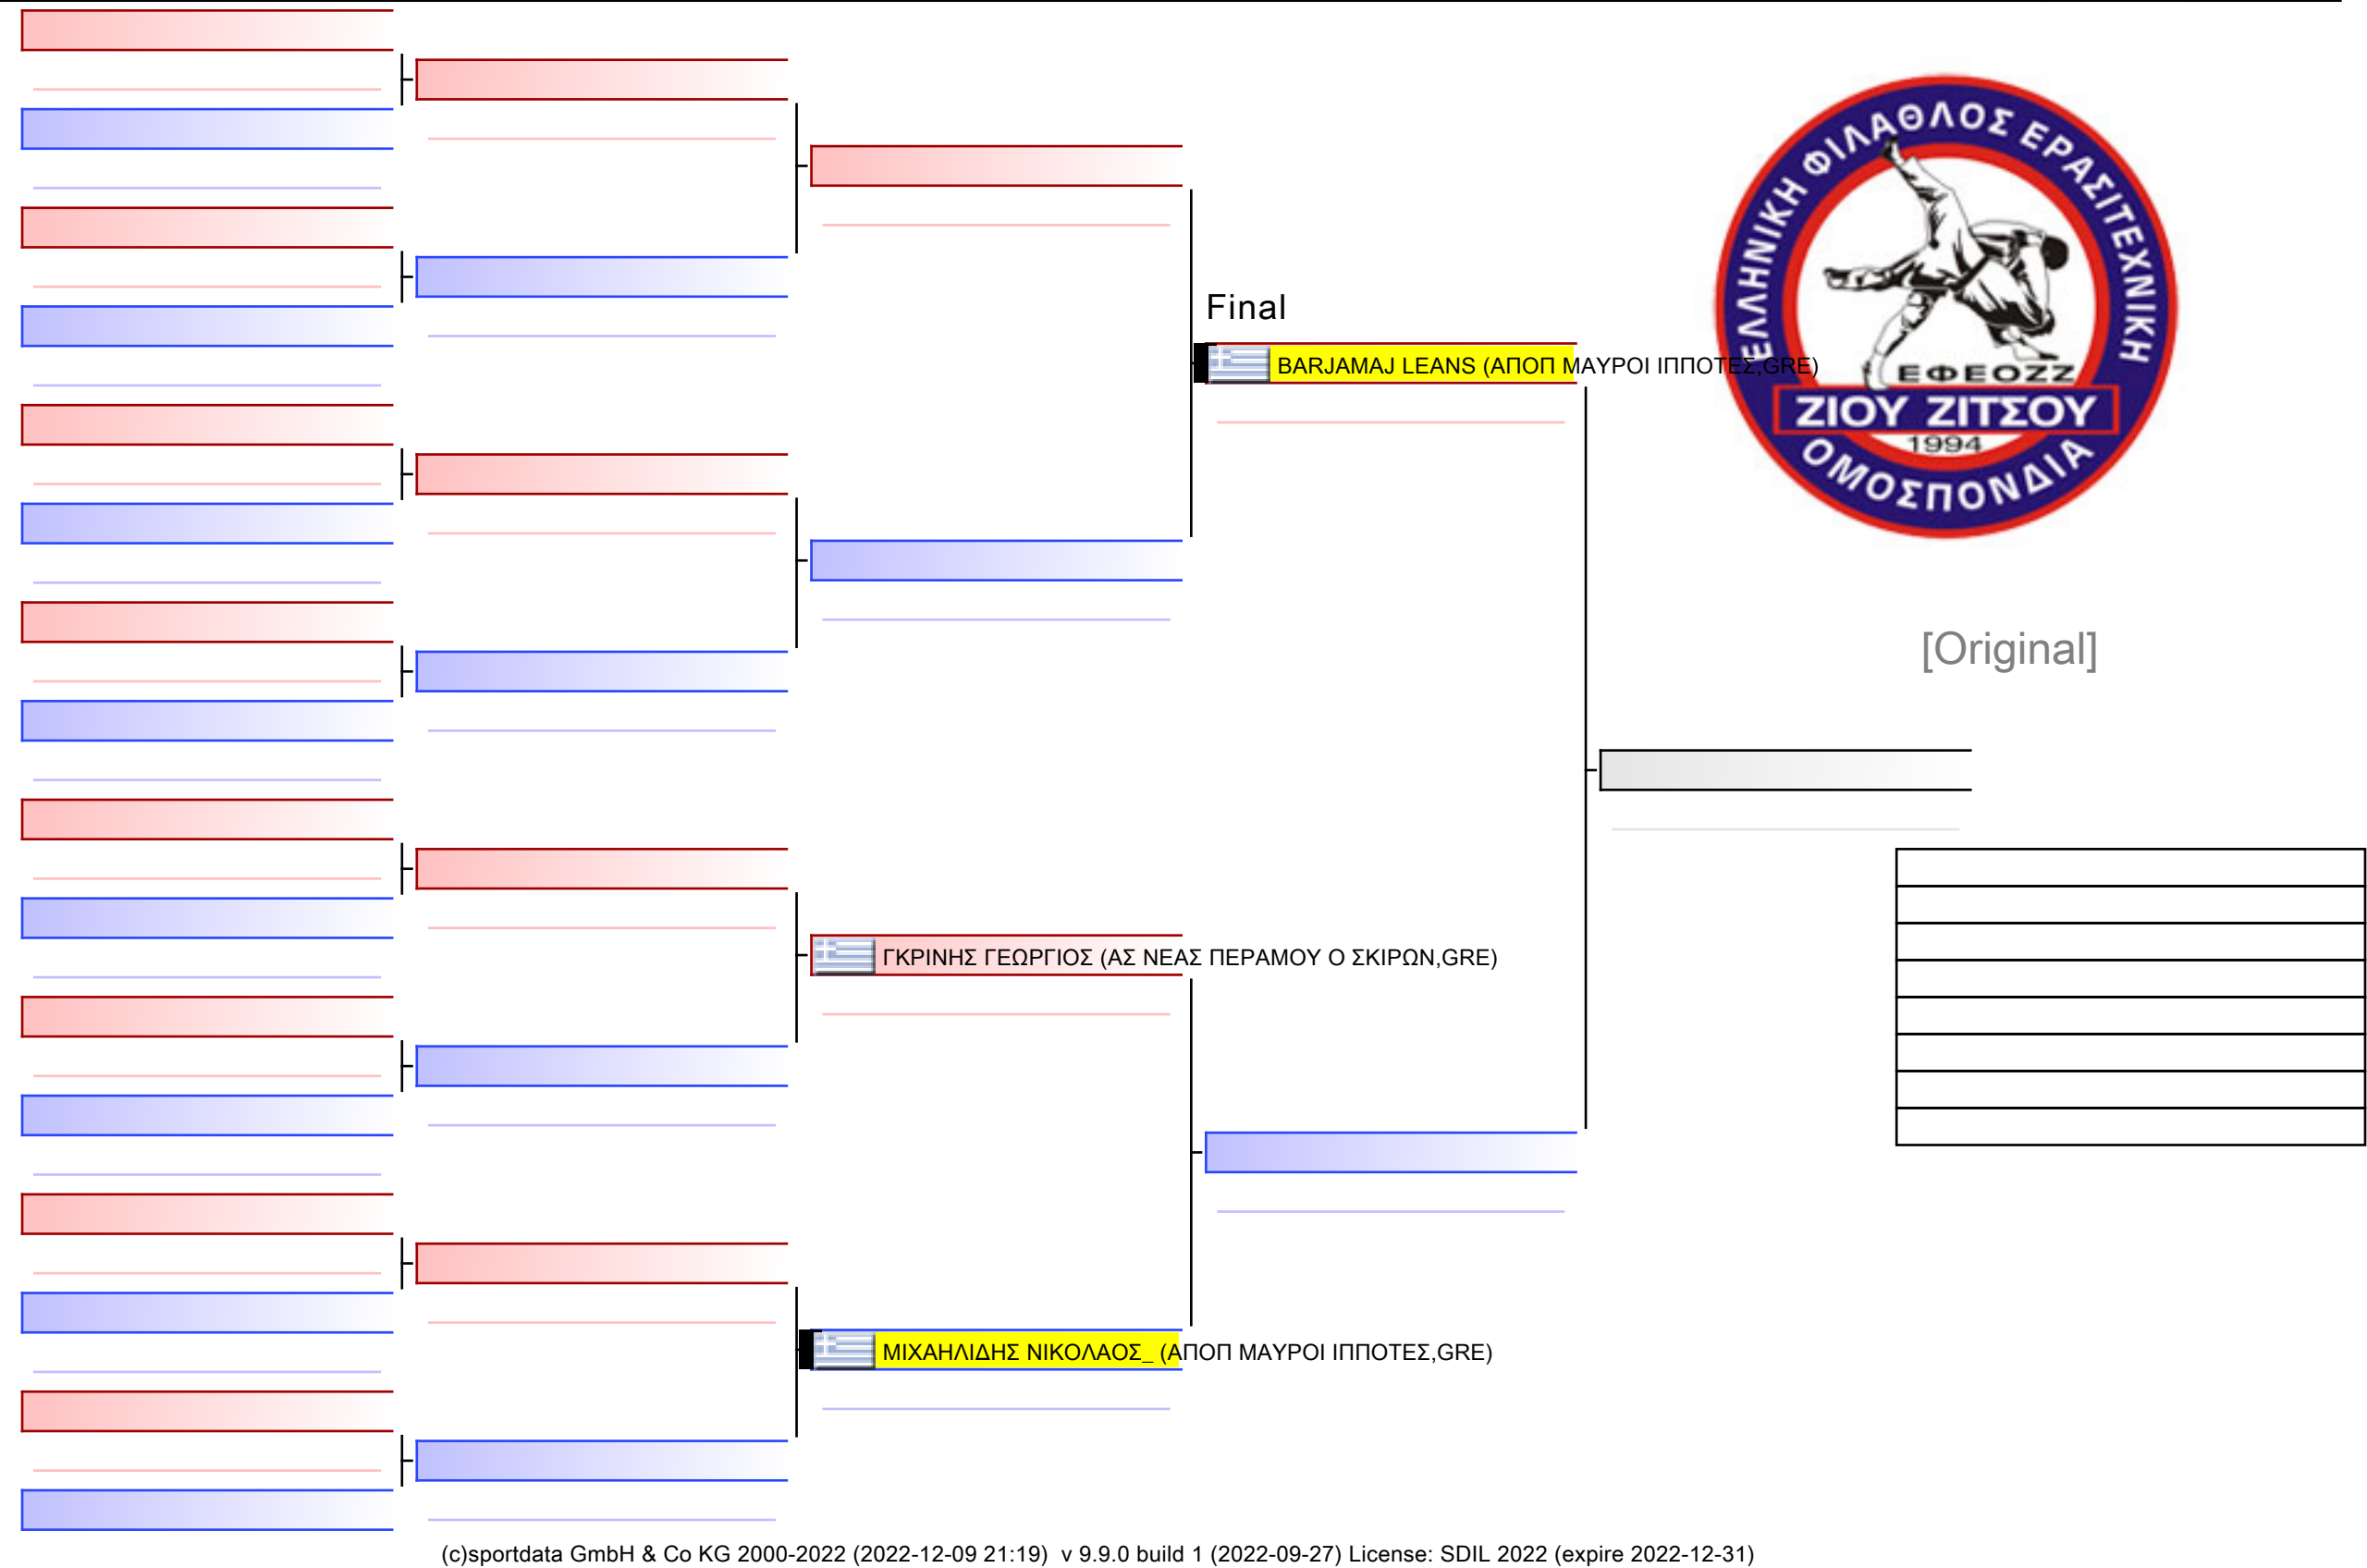 ΕΛΛΗΝΙΚΗ ΦΙΛΑΘΛΟΣ ΕΡΑΣΙΤΕΧΝΙΚΗ
Final
BARJAMAJ LEANS (ΑΠΟΠ ΜΑΥΡΟΙ ΙΠΠΟΤΕΣ,GRE)
ΕΦΕΟΖΖ
ΖΙΟΥ ΖΙΤΣΟΥ
1994
ΟΜΟΣΠΟΝΔΙΑ
[Original]
ΓΚΡΙΝΗΣ ΓΕΩΡΓΙΟΣ (ΑΣ ΝΕΑΣ ΠΕΡΑΜΟΥ Ο ΣΚΙΡΩΝ,GRE)
ΜΙΧΑΗΛΙΔΗΣ ΝΙΚΟΛΑΟΣ_ (ΑΠΟΠ ΜΑΥΡΟΙ ΙΠΠΟΤΕΣ,GRE)
(c)sportdata GmbH & Co KG 2000-2022 (2022-12-09 21:19)  v 9.9.0 build 1 (2022-09-27) License: SDIL 2022 (expire 2022-12-31)